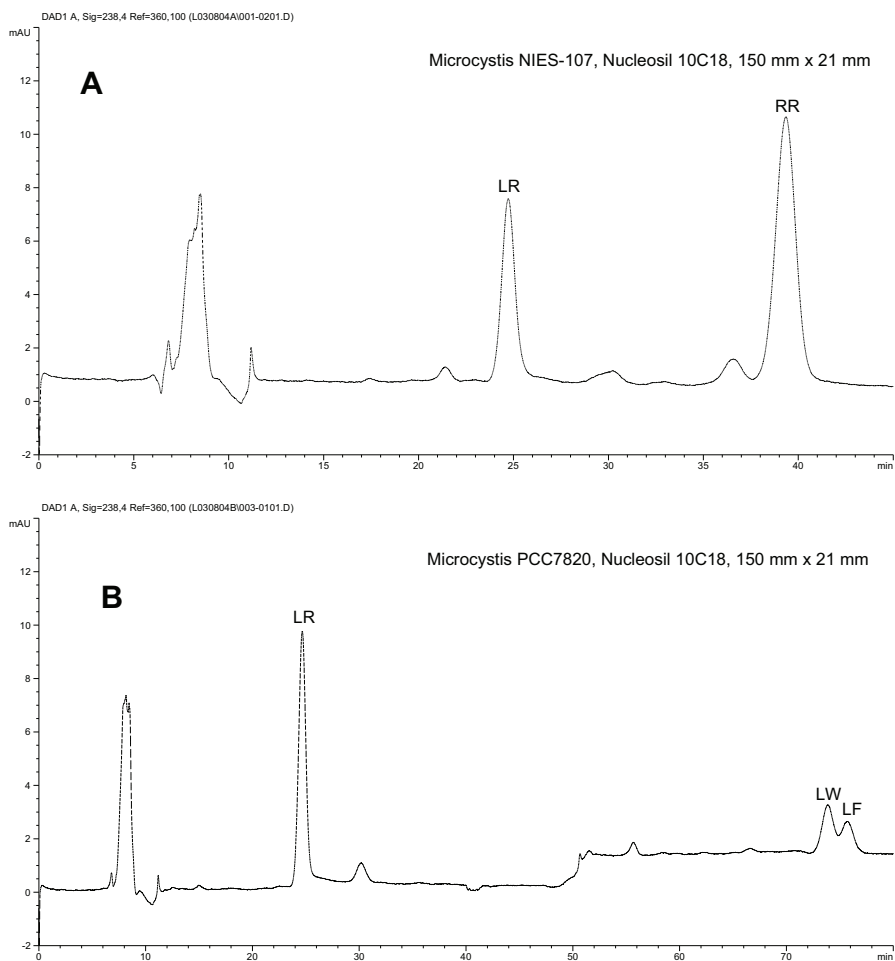 DAD1 A, Sig=238,4 Ref=360,100 (L030804A\001-0201.D)
mAU
Microcystis NIES-107, Nucleosil 10C18, 150 mm x 21 mm
A
RR
LR
12
10
8
6
4
2
0
-2
0 5 10 15 20 25 30 35 40 min
DAD1 A, Sig=238,4 Ref=360,100 (L030804B\003-0101.D)
mAU
Microcystis PCC7820, Nucleosil 10C18, 150 mm x 21 mm
B
LR
LW
LF
12
10
8
6
4
2
0
-2
0 10 20 30 40 50 60 70 min